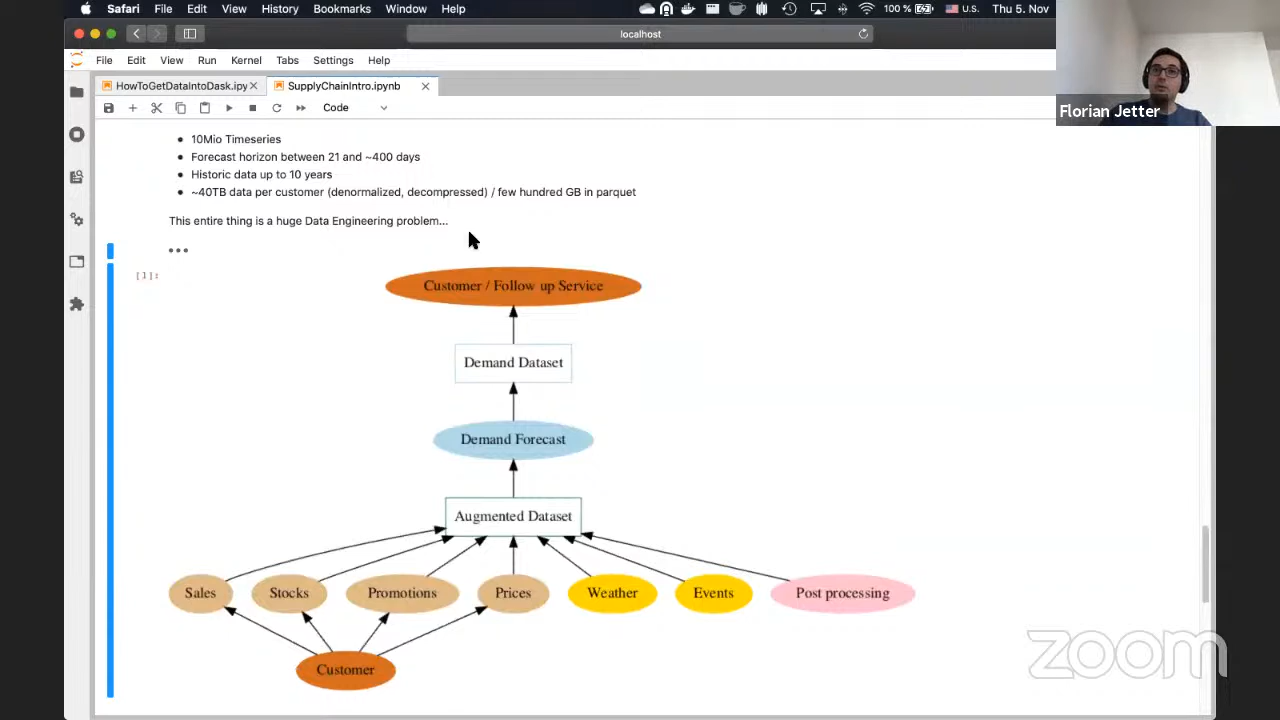 Safari File Edit View History Bookmarks Window Help 100 % U.S. Thu 5. Nov
localhost
File Edit View Run Kernel Tabs Settings Help
HowToGetDataIntoDask.ipy SupplyChainIntro.ipynb
Code
Florian Jetter
10Mio Timeseries
Forecast horizon between 21 and ~400 days
Historic data up to 10 years
~40TB data per customer (denormalized, decompressed) / few hundred GB in parquet
This entire thing is a huge Data Engineering problem...
[1]:
Customer / Follow up Service
Demand Dataset
Demand Forecast
Augmented Dataset
Sales Stocks Promotions Prices Weather Events Post processing
Customer
zoom